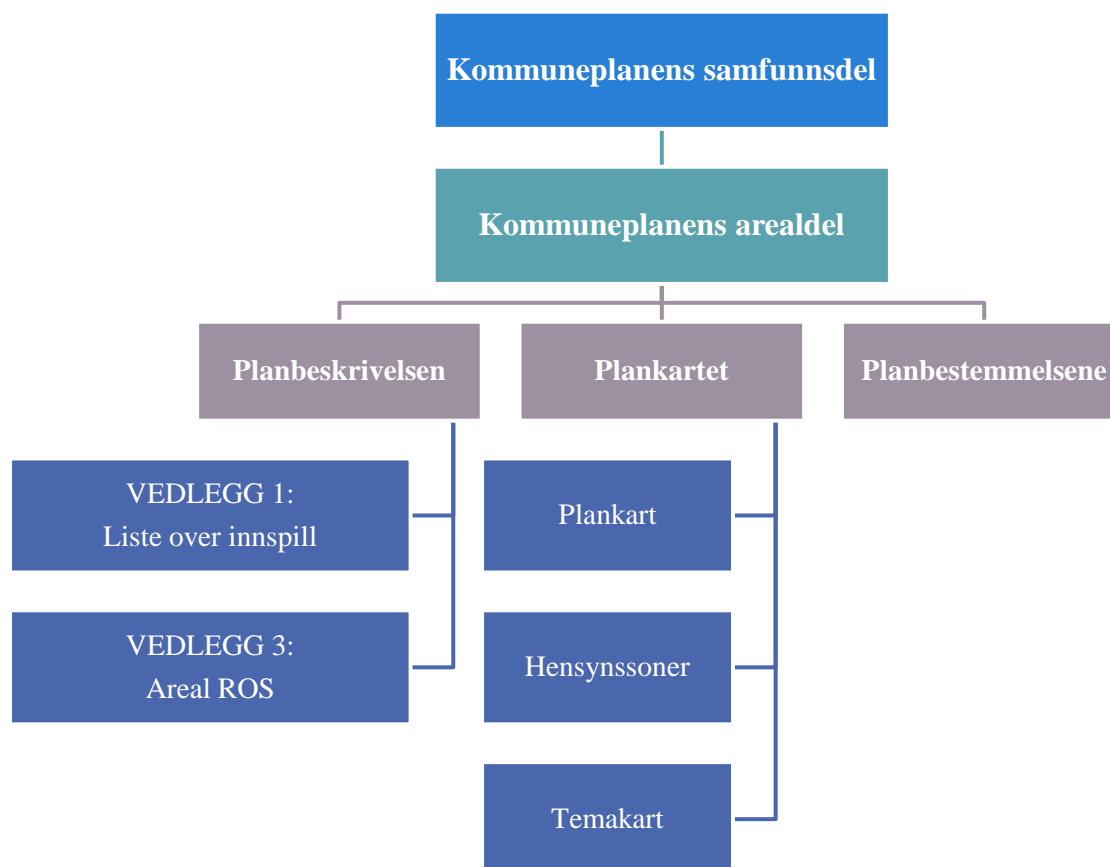 Kommuneplanens samfunnsdel
Kommuneplanens arealdel
Planbeskrivelsen
Plankartet
Planbestemmelsene
VEDLEGG 1:
Liste over innspill
Plankart
VEDLEGG 3:
Areal ROS
Hensynssoner
Temakart